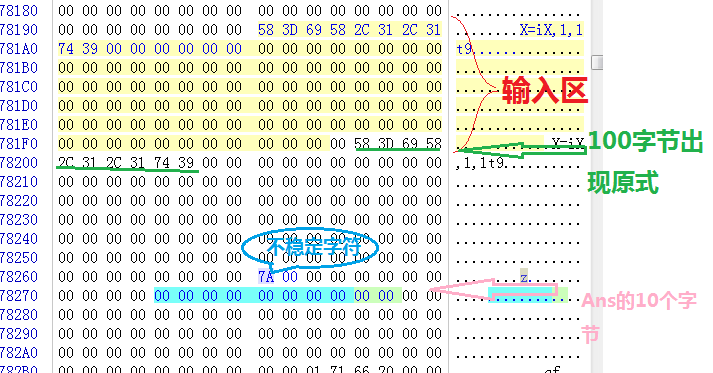 78180 00 00 00 00 00 00 00 00 00 00 00 00 00 00 00 00 ................
78190 00 00 00 00 00 00 00 00 58 3D 69 58 2C 31 2C 31 ........X=iX,1,1
781A0 74 39 00 00 00 00 00 00 00 00 00 00 00 00 00 00 t9..............
781B0 00 00 00 00 00 00 00 00 00 00 00 00 00 00 00 00 ................
781C0 00 00 00 00 00 00 00 00 00 00 00 00 00 00 00 00 ................
输入区
781D0 00 00 00 00 00 00 00 00 00 00 00 00 00 00 00 00 ................
781E0 00 00 00 00 00 00 00 00 00 00 00 00 00 00 00 00 ................
781F0 00 00 00 00 00 00 00 00 00 00 00 00 58 3D 69 58 ............X=iX
100字节出
现原式
78200 2C 31 2C 31 74 39 00 00 00 00 00 00 00 00 00 00 ,1,1t9..........
78210 00 00 00 00 00 00 00 00 00 00 00 00 00 00 00 00 ................
78220 00 00 00 00 00 00 00 00 00 00 00 00 00 00 00 00 ................
78230 00 00 00 00 00 00 00 00 00 00 00 00 00 00 00 00 ................
78240 00 00 00 00 00 00 00 00 00 00 00 00 00 00 00 00 ................
不稳定字符
78250 00 00 00 00 00 00 00 00 00 00 00 00 00 00 00 00 ................
78260 00 00 00 00 00 00 00 00 7A 00 00 00 00 00 00 00 ........z.......
78270 00 00 00 00 00 00 00 00 00 00 00 00 00 00 00 00 ................
Ans的10个字
节
78280 00 00 00 00 00 00 00 00 00 00 00 00 00 00 00 00 ................
78290 00 00 00 00 00 00 00 00 00 00 00 00 00 00 00 00 ................
782A0 00 00 00 00 00 00 00 00 00 00 00 00 00 00 00 00 ................
782B0 00 00 00 00 00 00 00 00 00 00 01 71 66 20 00 00 ...........qf ..